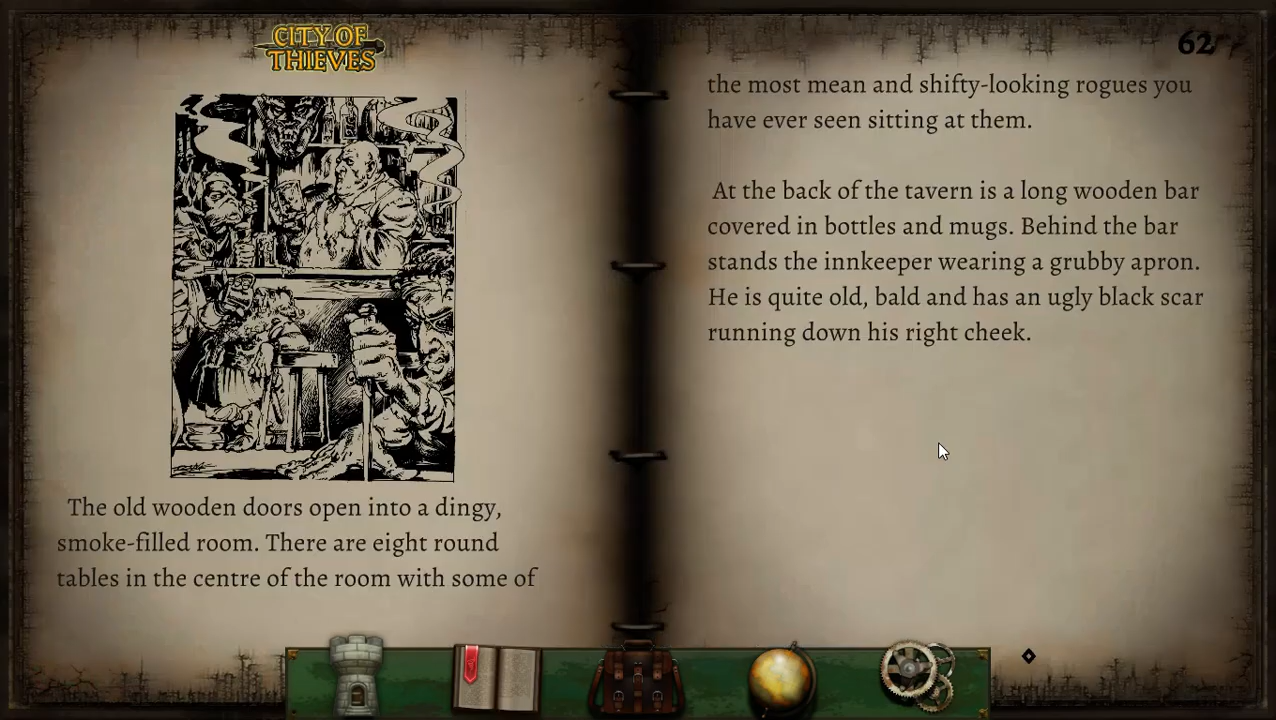 CITY OF
THIEVES
The old wooden doors open into a dingy,
smoke-filled room. There are eight round
tables in the centre of the room with some of
62
the most mean and shifty-looking rogues you
have ever seen sitting at them.
At the back of the tavern is a long wooden bar
covered in bottles and mugs. Behind the bar
stands the innkeeper wearing a grubby apron.
He is quite old, bald and has an ugly black scar
running down his right cheek.